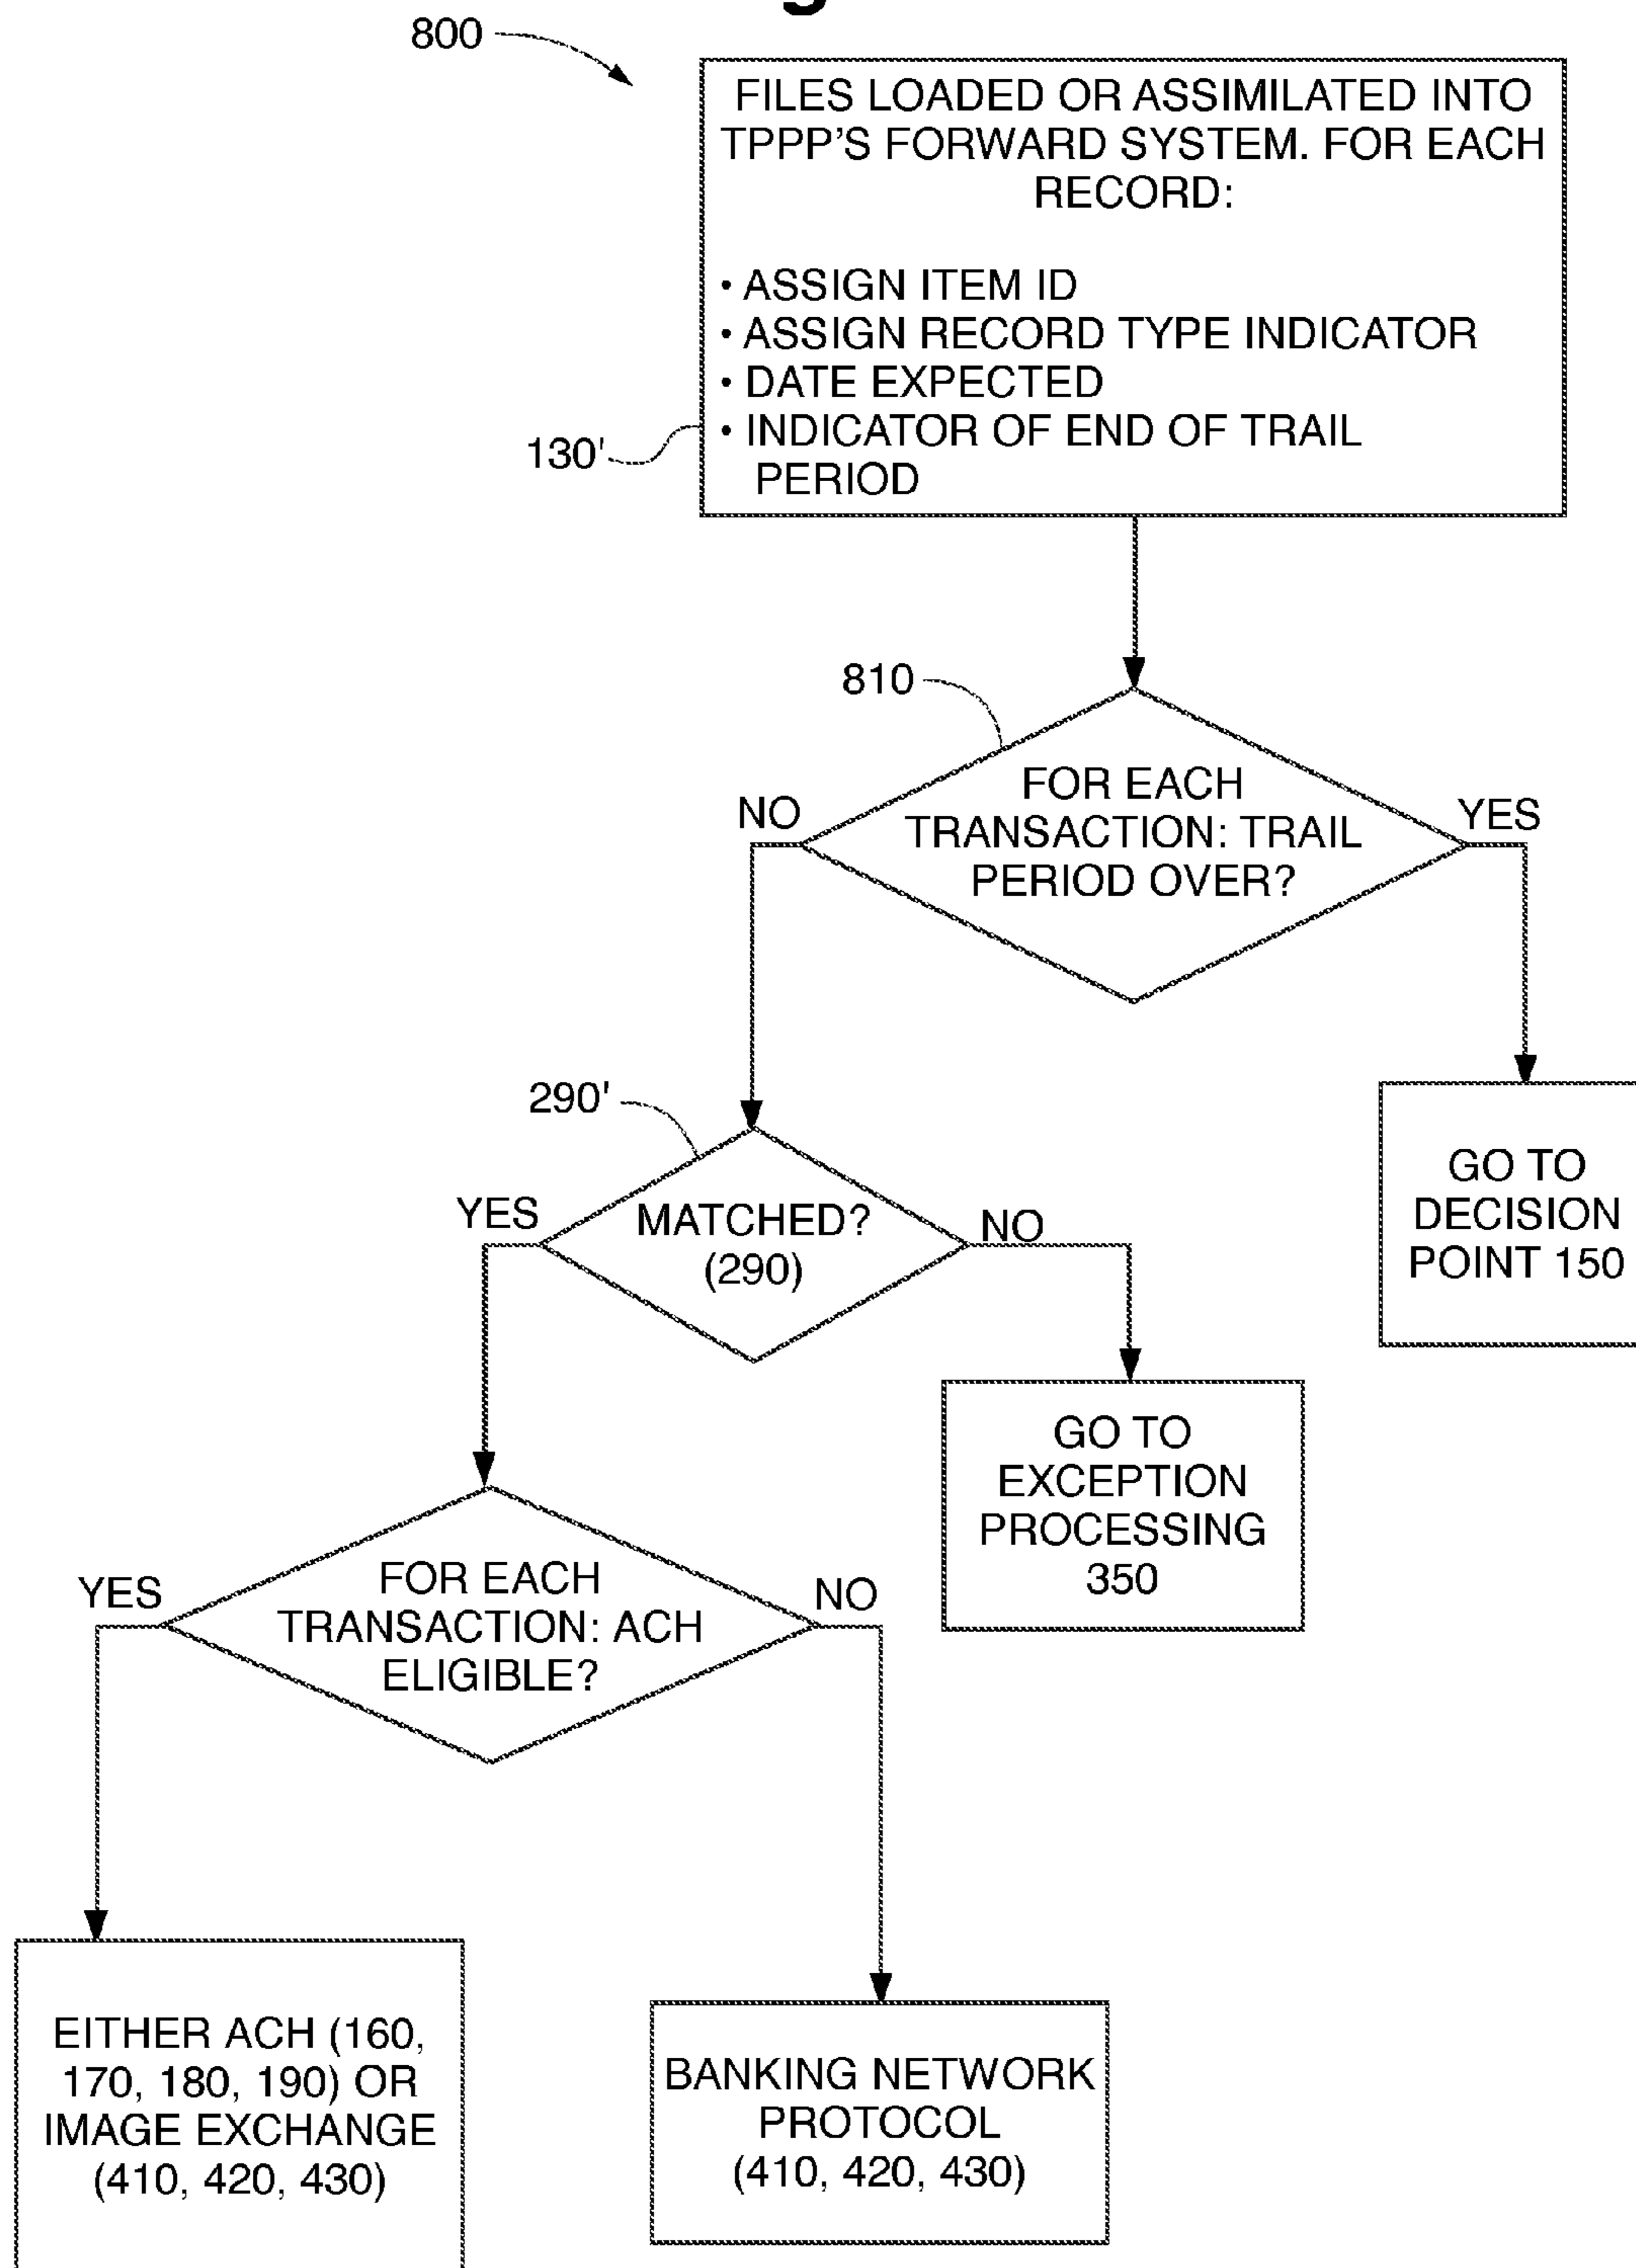 800
FILES LOADED OR ASSIMILATED INTO
TPPP'S FORWARD SYSTEM. FOR EACH
RECORD:
• ASSIGN ITEM ID
• ASSIGN RECORD TYPE INDICATOR
• DATE EXPECTED
• INDICATOR OF END OF TRAIL
PERIOD
130'
810
FOR EACH
TRANSACTION: TRAIL
PERIOD OVER?
NO
YES
290'
MATCHED?
(290)
YES
NO
GO TO
DECISION
POINT 150
GO TO
EXCEPTION
PROCESSING
350
FOR EACH
TRANSACTION: ACH
ELIGIBLE?
YES
NO
EITHER ACH (160,
170, 180, 190) OR
IMAGE EXCHANGE
(410, 420, 430)
BANKING NETWORK
PROTOCOL
(410, 420, 430)